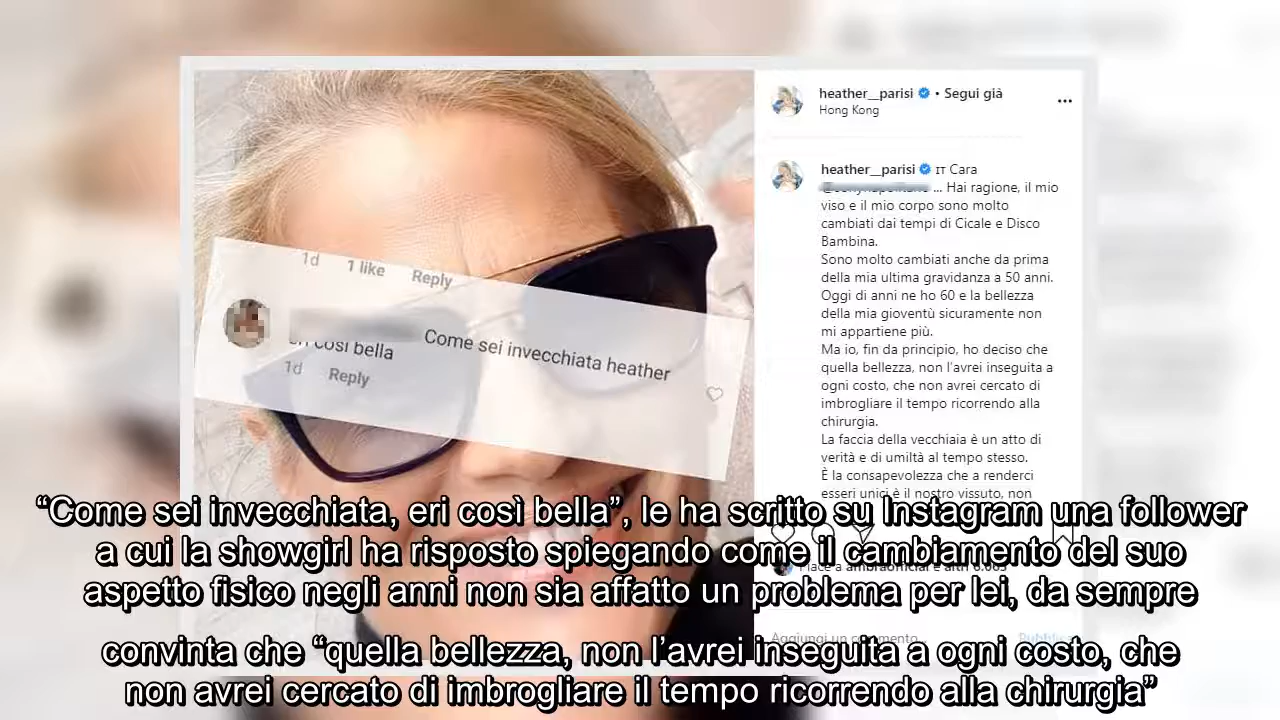 heather__parisi • Segui già
Hong Kong
heather__parisi IT Cara
... Hai ragione, il mio
viso e il mio corpo sono molto
cambiati dai tempi di Cicale e Disco
Bambina.
Sono molto cambiati anche da prima
della mia ultima gravidanza a 50 anni.
Oggi di anni ne ho 60 e la bellezza
della mia gioventù sicuramente non
mi appartiene più.
Ma io, fin da principio, ho deciso che
quella bellezza, non l'avrei inseguita a
ogni costo, che non avrei cercato di
imbrogliare il tempo ricorrendo alla
chirurgia.
La faccia della vecchiaia è un atto di
verità e di umiltà al tempo stesso.
È la consapevolezza che a renderci
esseri unici è il nostro vissuto, non
Piace a ambraofficial e altri 6.665
Aggiungi un commento...
Pubblica
1d 1 like Reply
Come sei invecchiata heather
eri così bella
1d Reply
“Come sei invecchiata, eri così bella”, le ha scritto su Instagram una follower
a cui la showgirl ha risposto spiegando come il cambiamento del suo
aspetto fisico negli anni non sia affatto un problema per lei, da sempre
convinta che “quella bellezza, non l’avrei inseguita a ogni costo, che
non avrei cercato di imbrogliare il tempo ricorrendo alla chirurgia”